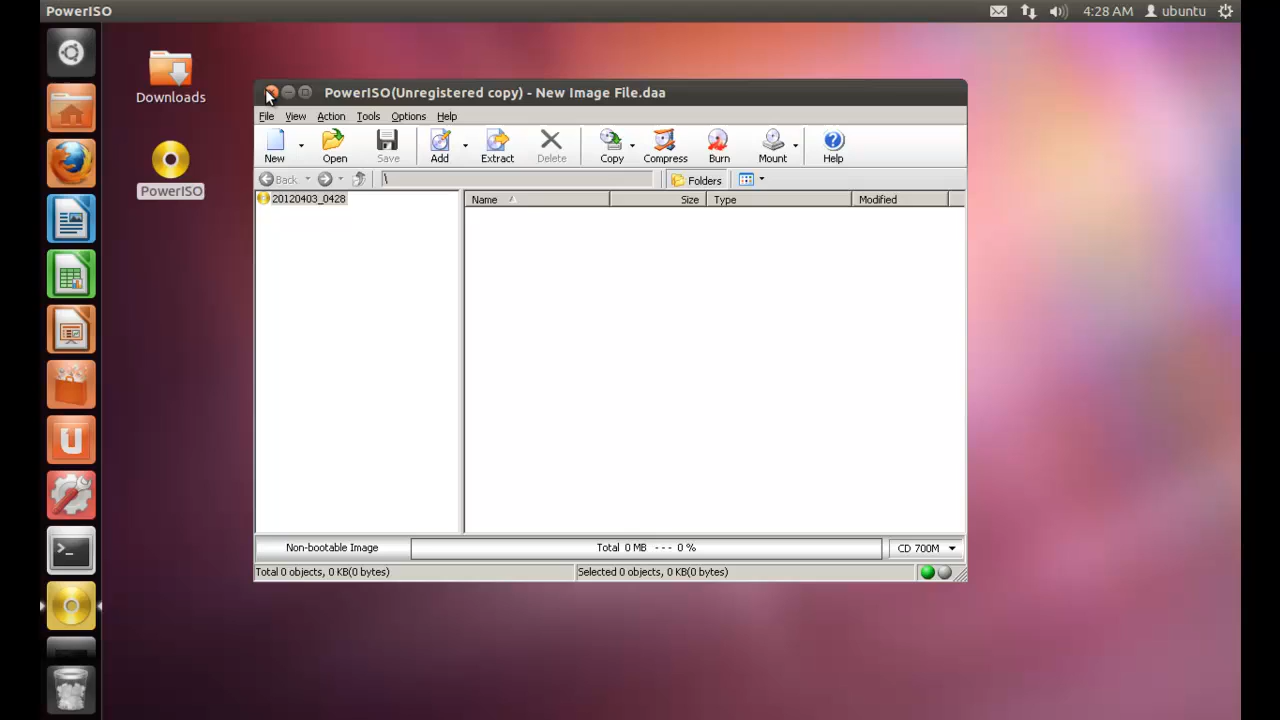 PowerISO
4:28 AM ubuntu
Downloads
PowerISO
PowerISO(Unregistered copy) - New Image File.daa
File View Action Tools Options Help
New Open Save Add Extract Delete Copy Compress Burn Mount Help
Back \ Folders
20120403_0428
Name Size Type Modified
Non-bootable Image Total 0 MB --- 0 % CD 700M
Total 0 objects, 0 KB(0 bytes) Selected 0 objects, 0 KB(0 bytes)